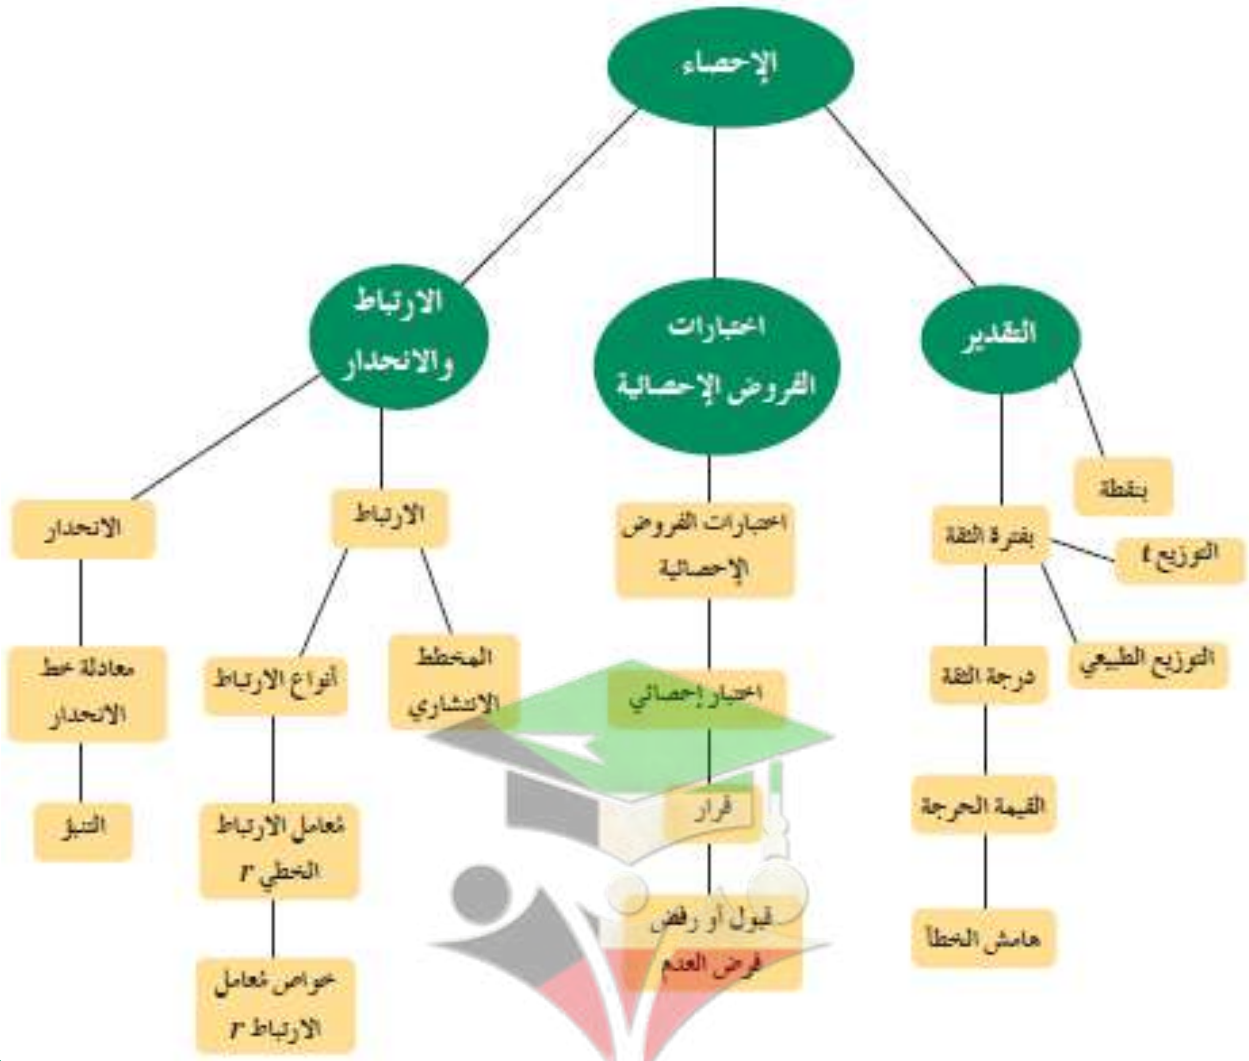 الإحصاء
التقدير
اختبارات
الفروض الإحصائية
الارتباط
والانحدار
بنقطة
بفترة الثقة
التوزيع t
التوزيع الطبيعي
درجة الثقة
القيمة الحرجة
هامش الخطأ
اختبارات الفروض
الإحصائية
اختبار إحصائي
قرار
قبول أو رفض
فرض العدم
الارتباط
المخطط
الانتشاري
أنواع الارتباط
مُعامل الارتباط
الخطي r
خواص مُعامل
الارتباط r
الانحدار
معادلة خط
الانحدار
التنبؤ